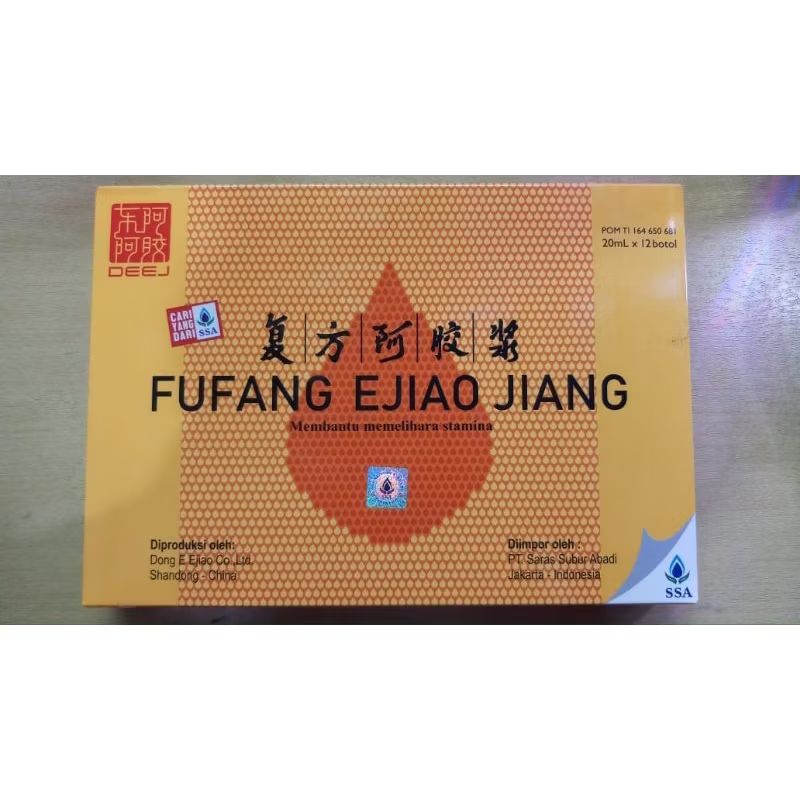 东阿
阿胶
DEEJ
POM TI 164 650 681
20mL x 12 botol
CARI
YANG
DARI
SSA
复方阿胶浆
FUFANG EJIAO JIANG
Membantu memelihara stamina
SSA
Diproduksi oleh:
Dong E Ejiao Co.,Ltd.
Shandong - China
Diimpor oleh :
PT. Saras Subur Abadi
Jakarta - Indonesia
SSA